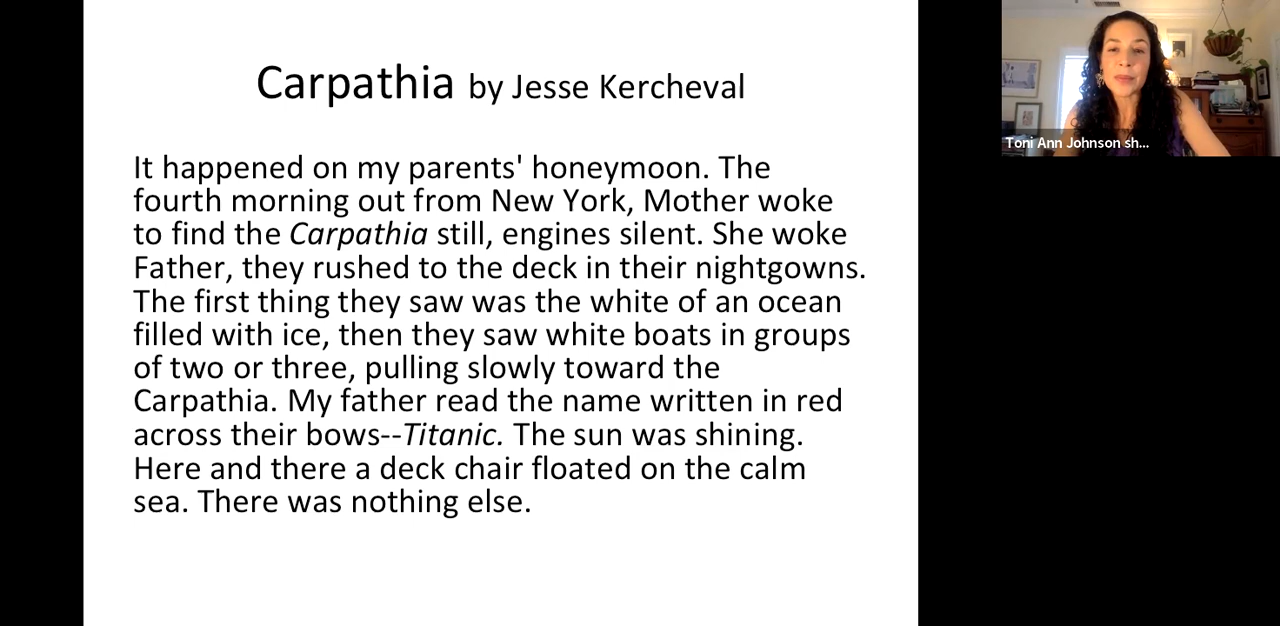 Carpathia by Jesse Kercheval
It happened on my parents' honeymoon. The
fourth morning out from New York, Mother woke
to find the Carpathia still, engines silent. She woke
Father, they rushed to the deck in their nightgowns.
The first thing they saw was the white of an ocean
filled with ice, then they saw white boats in groups
of two or three, pulling slowly toward the
Carpathia. My father read the name written in red
across their bows--Titanic. The sun was shining.
Here and there a deck chair floated on the calm
sea. There was nothing else.
Toni Ann Johnson sh...